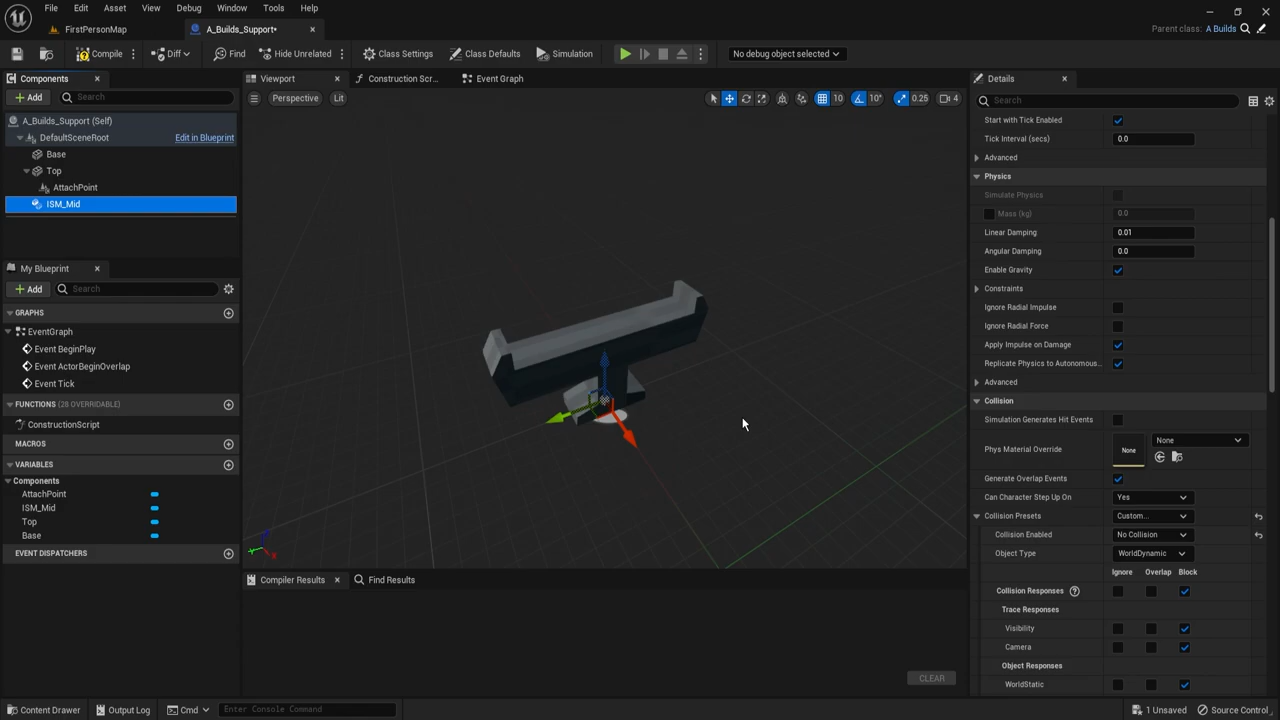 File Edit Asset View Debug Window Tools Help
FirstPersonMap
A_Builds_Support*
Parent class: A Builds
Compile
Diff
Find
Hide Unrelated
Class Settings
Class Defaults
Simulation
No debug object selected
Components
Add
Search
A_Builds_Support (Self)
DefaultSceneRoot
Edit in Blueprint
Base
Top
AttachPoint
ISM_Mid
My Blueprint
Add
Search
GRAPHS
EventGraph
Event BeginPlay
Event ActorBeginOverlap
Event Tick
FUNCTIONS (28 OVERRIDABLE)
ConstructionScript
MACROS
VARIABLES
Components
AttachPoint
ISM_Mid
Top
Base
EVENT DISPATCHERS
Viewport
Construction Scr...
Event Graph
Perspective
Lit
10
10°
0.25
4
X
Compiler Results
Find Results
CLEAR
Details
Search
Start with Tick Enabled
Tick Interval (secs) 0.0
Advanced
Physics
Simulate Physics
Mass (kg) 0.0
Linear Damping 0.01
Angular Damping 0.0
Enable Gravity
Constraints
Ignore Radial Impulse
Ignore Radial Force
Apply Impulse on Damage
Replicate Physics to Autonomous...
Advanced
Collision
Simulation Generates Hit Events
Phys Material Override None None
Generate Overlap Events
Can Character Step Up On Yes
Collision Presets Custom...
Collision Enabled No Collision
Object Type WorldDynamic
Ignore Overlap Block
Collision Responses
Trace Responses
Visibility
Camera
Object Responses
WorldStatic
Content Drawer
Output Log
Cmd
Enter Console Command
1 Unsaved
Source Control